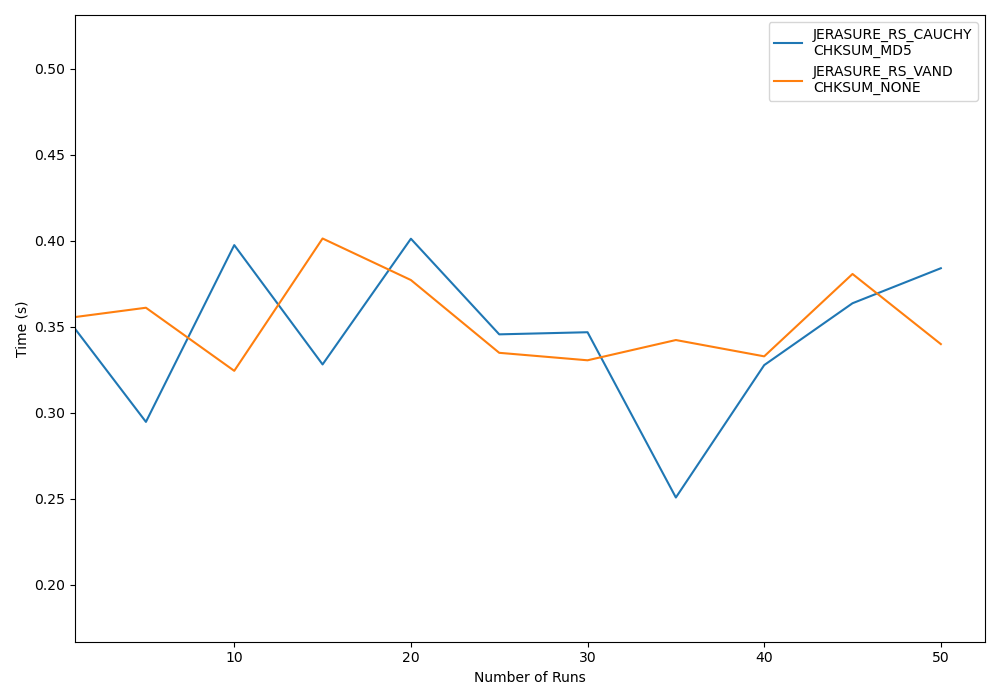 JERASURE_RS_CAUCHY
CHKSUM_MD5
JERASURE_RS_VAND
CHKSUM_NONE
0.50
0.45
0.40
0.35
0.30
0.25
0.20
Time (s)
10 20 30 40 50
Number of Runs